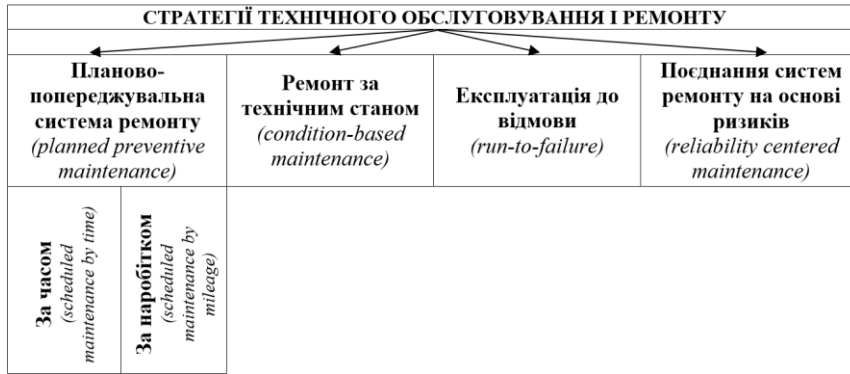 СТРАТЕГІЇ ТЕХНІЧНОГО ОБСЛУГОВУВАННЯ І РЕМОНТУ
Планово-
попереджувальна
система ремонту
(planned preventive
maintenance)
Ремонт за
технічним станом
(condition-based
maintenance)
Експлуатація до
відмови
(run-to-failure)
Поєднання систем
ремонту на основі
ризиків
(reliability centered
maintenance)
За часом
(scheduled
maintenance by time)
За наробітком
(scheduled
maintenance by
mileage)